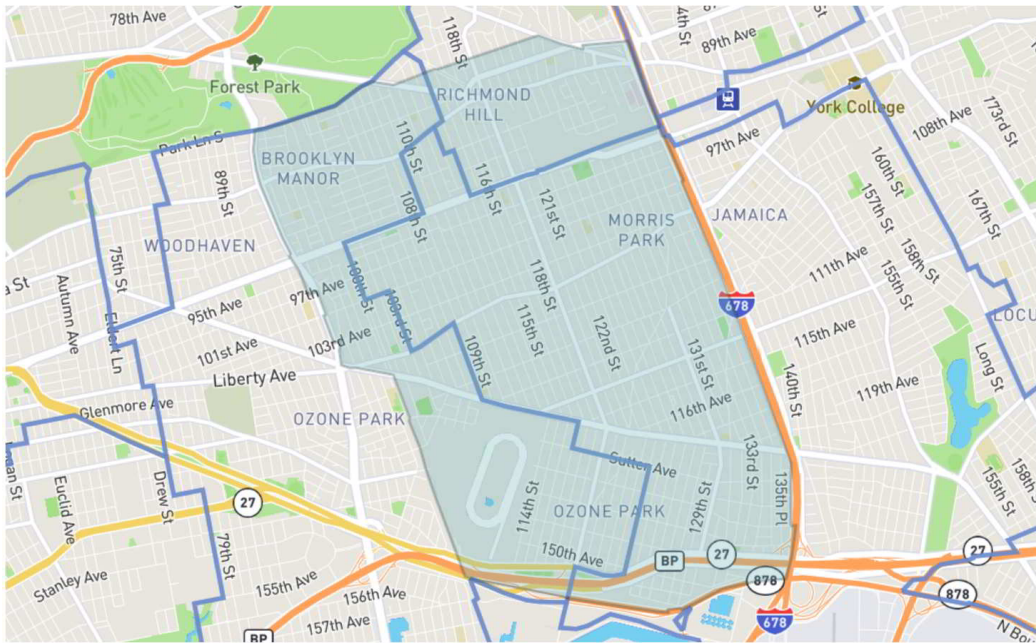 78th Ave
118th St
89th Ave
Forest Park
RICHMOND
HILL
York College
173rd St
108th Ave
Park Ln S
97th Ave
110th St
BROOKLYN
MANOR
89th St
116th St
160th St
108th St
121st St
157th St
167th St
MORRIS
PARK
JAMAICA
WOODHAVEN
75th St
158th St
111th Ave
155th St
118th St
Autumn Ave
97th Ave
100th St
678
95th Ave
103rd St
103rd Ave
115th St
122nd St
115th Ave
Eldert Ln
101st Ave
109th St
131st St
Long St
Liberty Ave
140th St
119th Ave
Glenmore Ave
116th Ave
OZONE PARK
Sutter Ave
133rd St
158th St
Euclid Ave
Drew St
135th Pl
155th St
27
114th St
OZONE PARK
129th St
79th St
150th Ave
BP
27
27
Stanley Ave
155th Ave
878
156th Ave
878
157th Ave
BP
678